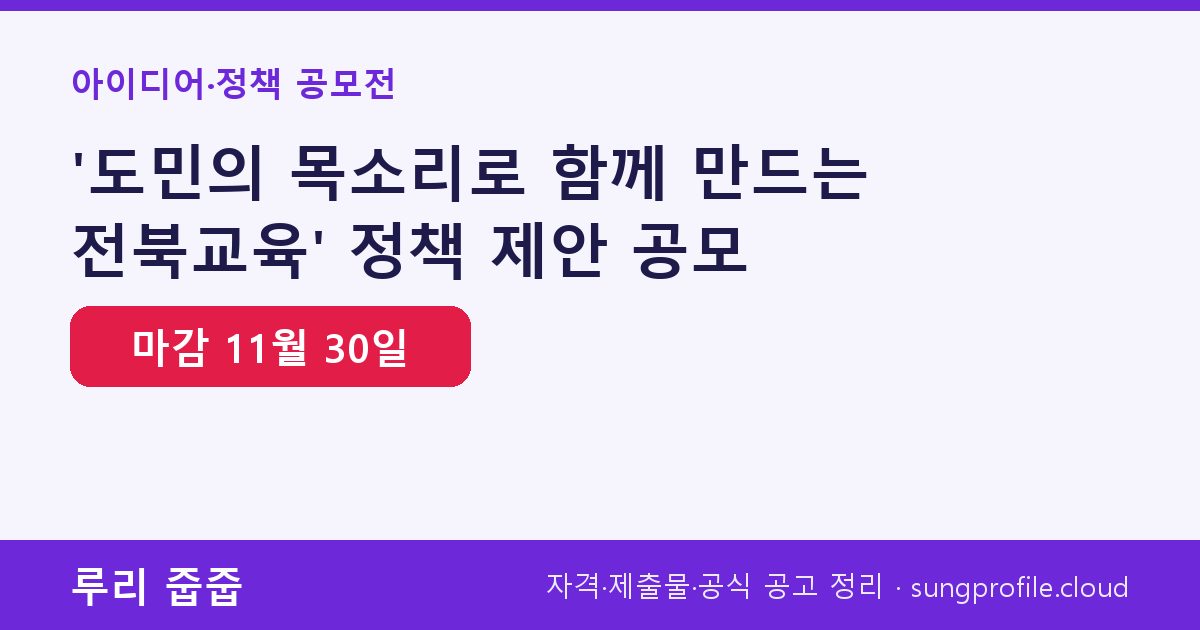 아이디어·정책 공모전
'도민의 목소리로 함께 만드는
전북교육' 정책 제안 공모
마감 11월 30일
루리 줍줍
자격·제출물·공식 공고 정리 · sungprofile.cloud